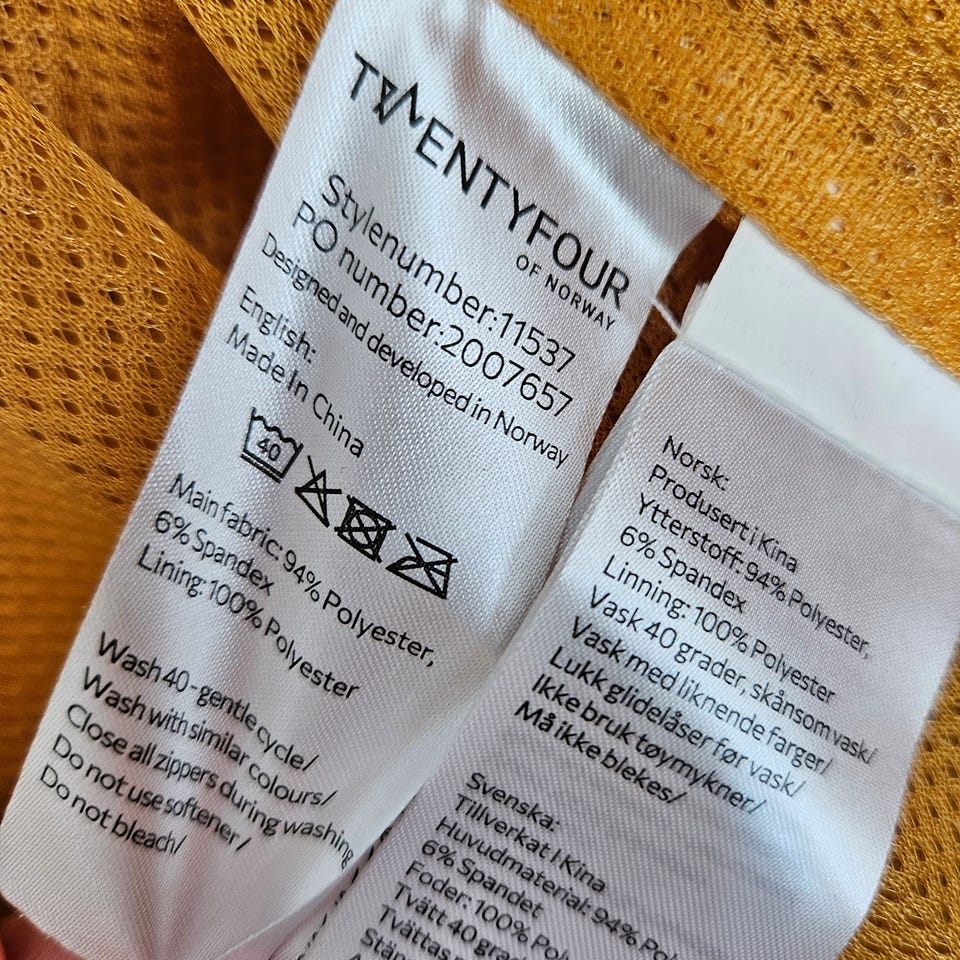 TWENTYFOUR
OF NORWAY
Stylenumber:11537
PO number:2007657
Designed and developed in Norway
English:
Made In China
40
Main fabric: 94% Polyester,
6% Spandex
Lining: 100% Polyester
Wash 40 - gentle cycle/
Wash with similar colours/
Close all zippers during washing
Do not use softener/
Do not bleach/
Norsk:
Produsert i Kina
Ytterstoff: 94% Polyester,
6% Spandex
Linning: 100% Polyester
Vask 40 grader, skånsom vask/
Vask med liknende farger/
Lukk glidelåser før vask/
Ikke bruk tøymykner/
Må ikke blekes/
Svenska:
Tillverkat I Kina
Huvudmaterial: 94% Po
6% Spandet
Foder: 100% Pol
Tvätt 40 grad
Tvättas